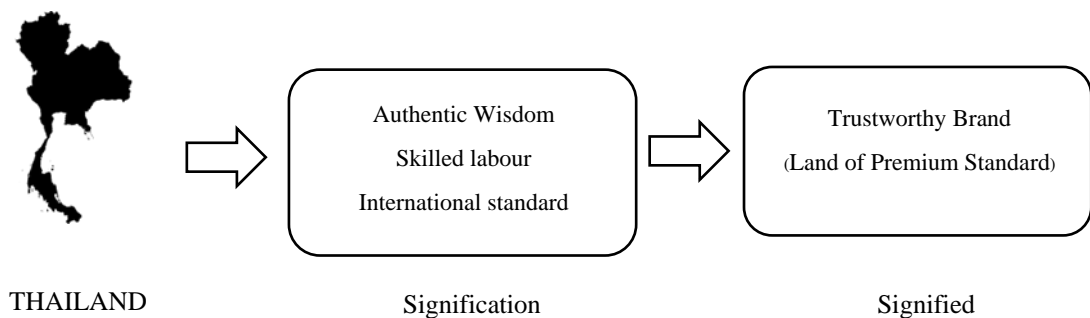 Authentic Wisdom
Skilled labour
International standard
Trustworthy Brand
(Land of Premium Standard)
THAILAND
Signification
Signified